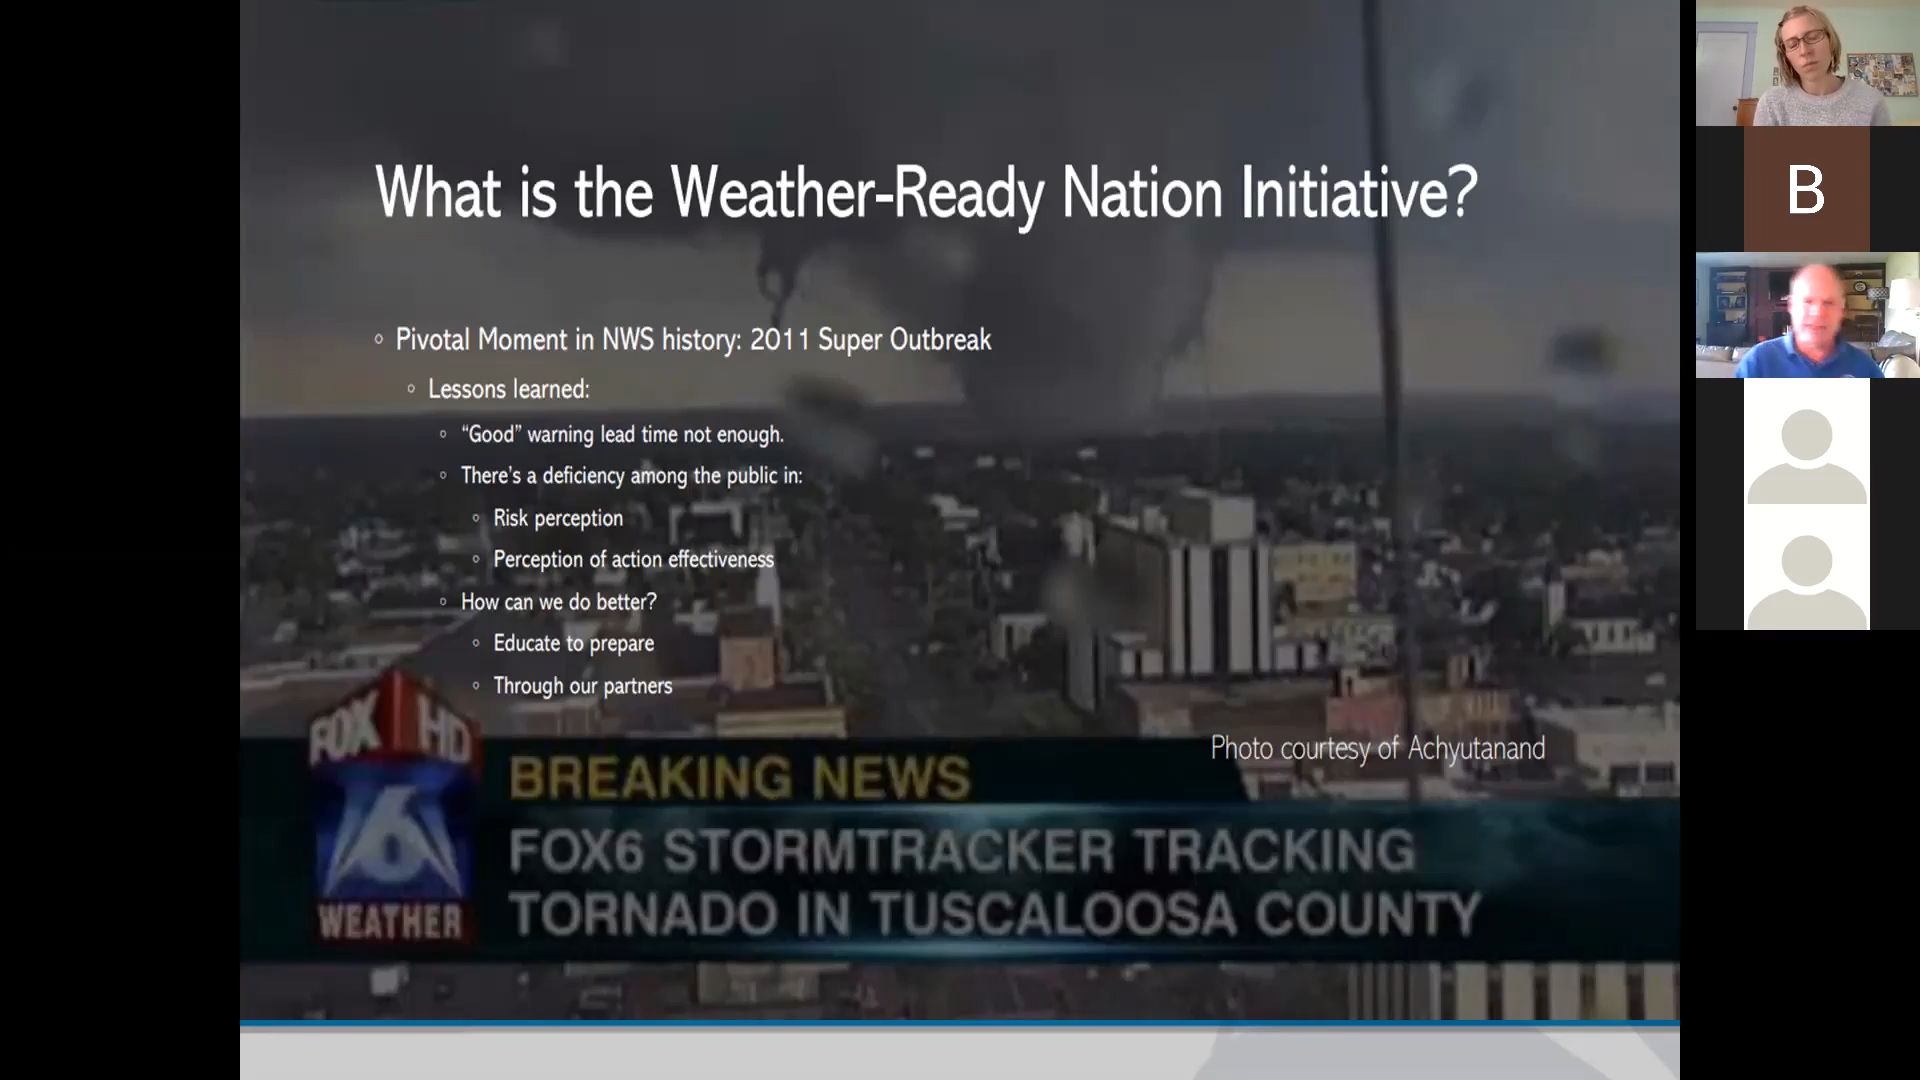 What is the Weather-Ready Nation Initiative?
Pivotal Moment in NWS history: 2011 Super Outbreak
Lessons learned:
“Good” warning lead time not enough.
There’s a deficiency among the public in:
Risk perception
Perception of action effectiveness
How can we do better?
Educate to prepare
Through our partners
Photo courtesy of Achyutanand
FOX HD
6
WEATHER
BREAKING NEWS
FOX6 STORMTRACKER TRACKING
TORNADO IN TUSCALOOSA COUNTY
B